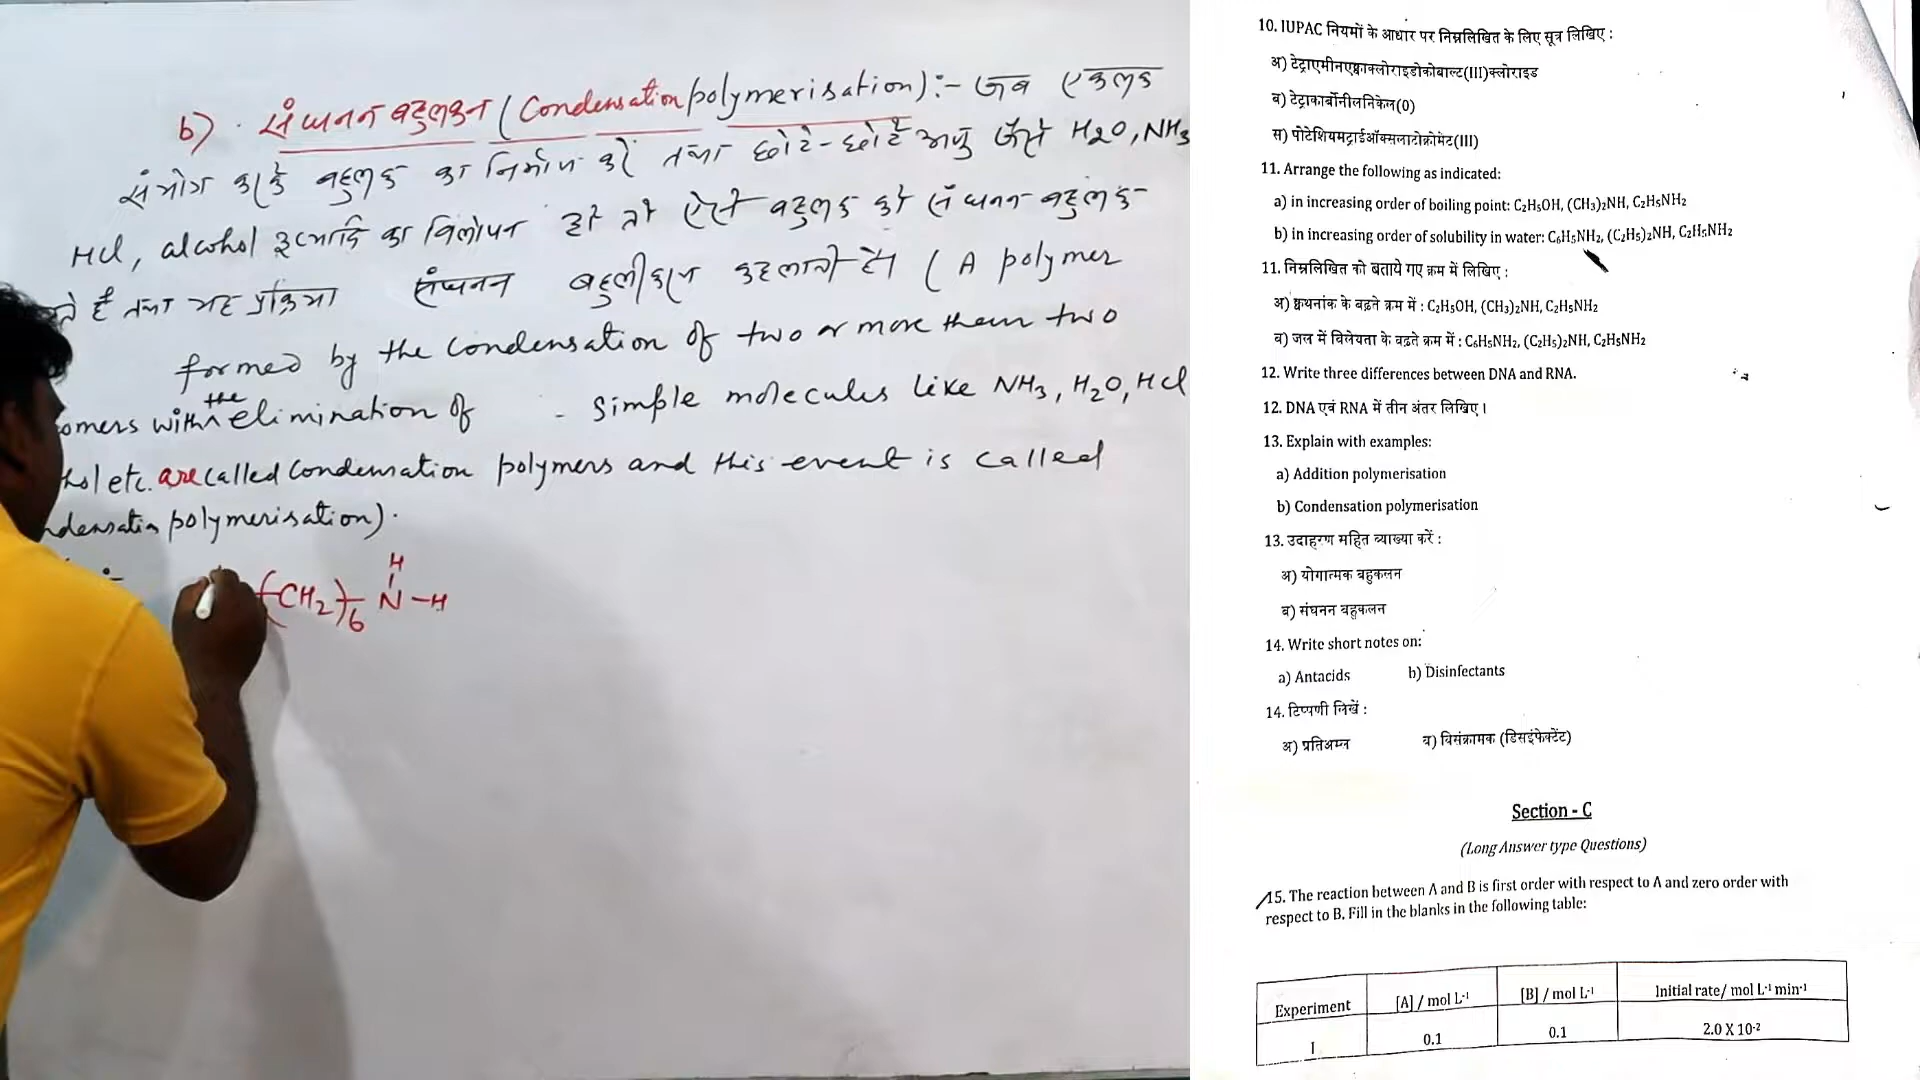 b) संघनन बहुलकन (Condensation polymerisation):- जब एकलक
संयोग करके बहुलक का निर्माण करें तथा छोटे-छोटे अणु जैसे H2O, NH3
HCl, alcohol इत्यादि का विलोपन हो तो ऐसे बहुलक को संघनन बहुलक
ते हैं तथा यह प्रक्रिया संघनन बहुलीकरण कहलाती है। (A polymer
formed by the condensation of two or more them two
omers with the elimination of - simple molecules like NH3, H2O, HCl
hol etc. are called condensation polymers and this event is called
ndensation polymerisation).
(CH2)6 N-H
H
10. IUPAC नियमों के आधार पर निम्नलिखित के लिए सूत्र लिखिए :
अ) टेट्राएमीनएक्वाक्लोराइडोकोबाल्ट(III)क्लोराइड
ब) टेट्राकार्बोनीलनिकेल(0)
स) पोटेशियमट्राईऑक्सलाटोक्रोमेट(III)
11. Arrange the following as indicated:
a) in increasing order of boiling point: C₂H₅OH, (CH₃)₂NH, C₂H₅NH₂
b) in increasing order of solubility in water: C₆H₅NH₂, (C₂H₅)₂NH, C₂H₅NH₂
11. निम्नलिखित को बताये गए क्रम में लिखिए :
अ) क्वथनांक के बढ़ते क्रम में : C₂H₅OH, (CH₃)₂NH, C₂H₅NH₂
ब) जल में विलेयता के बढ़ते क्रम में : C₆H₅NH₂, (C₂H₅)₂NH, C₂H₅NH₂
12. Write three differences between DNA and RNA.
12. DNA एवं RNA में तीन अंतर लिखिए।
13. Explain with examples:
a) Addition polymerisation
b) Condensation polymerisation
13. उदाहरण सहित व्याख्या करें :
अ) योगात्मक बहुकलन
ब) संघनन बहुकलन
14. Write short notes on:
a) Antacids b) Disinfectants
14. टिप्पणी लिखें :
अ) प्रतिअम्ल ब) विसंक्रामक (डिसइंफेक्टेंट)
Section - C
(Long Answer type Questions)
15. The reaction between A and B is first order with respect to A and zero order with
respect to B. Fill in the blanks in the following table:
Experiment [A] / mol L⁻¹ [B] / mol L⁻¹ Initial rate/ mol L⁻¹ min⁻¹
I 0.1 0.1 2.0 X 10⁻²